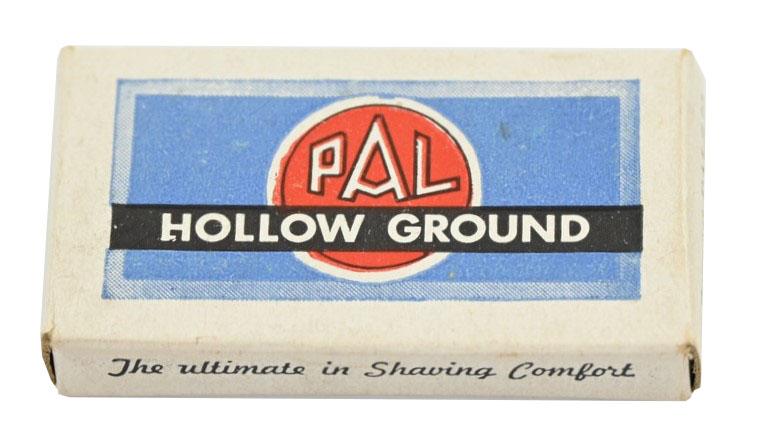 PAL
HOLLOW GROUND
The ultimate in Shaving Comfort